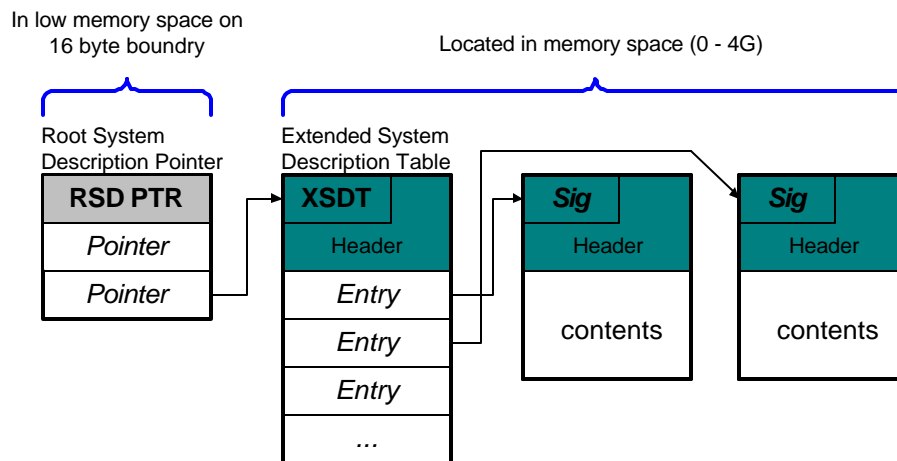 In low memory space on
16 byte boundry
Located in memory space (0 - 4G)
Root System
Description Pointer
Extended System
Description Table
RSD PTR
Pointer
Pointer
XSDT
Header
Entry
Entry
Entry
...
Sig
Header
contents
Sig
Header
contents